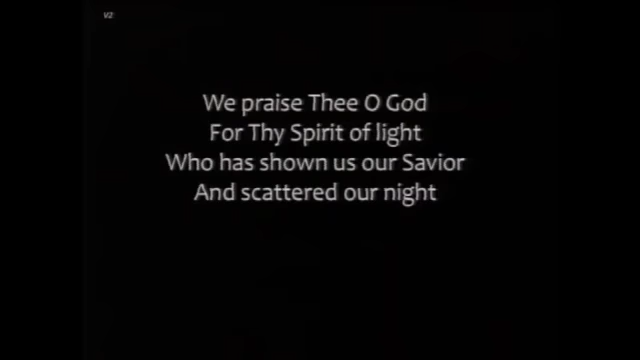 V2
We praise Thee O God
For Thy Spirit of light
Who has shown us our Savior
And scattered our night